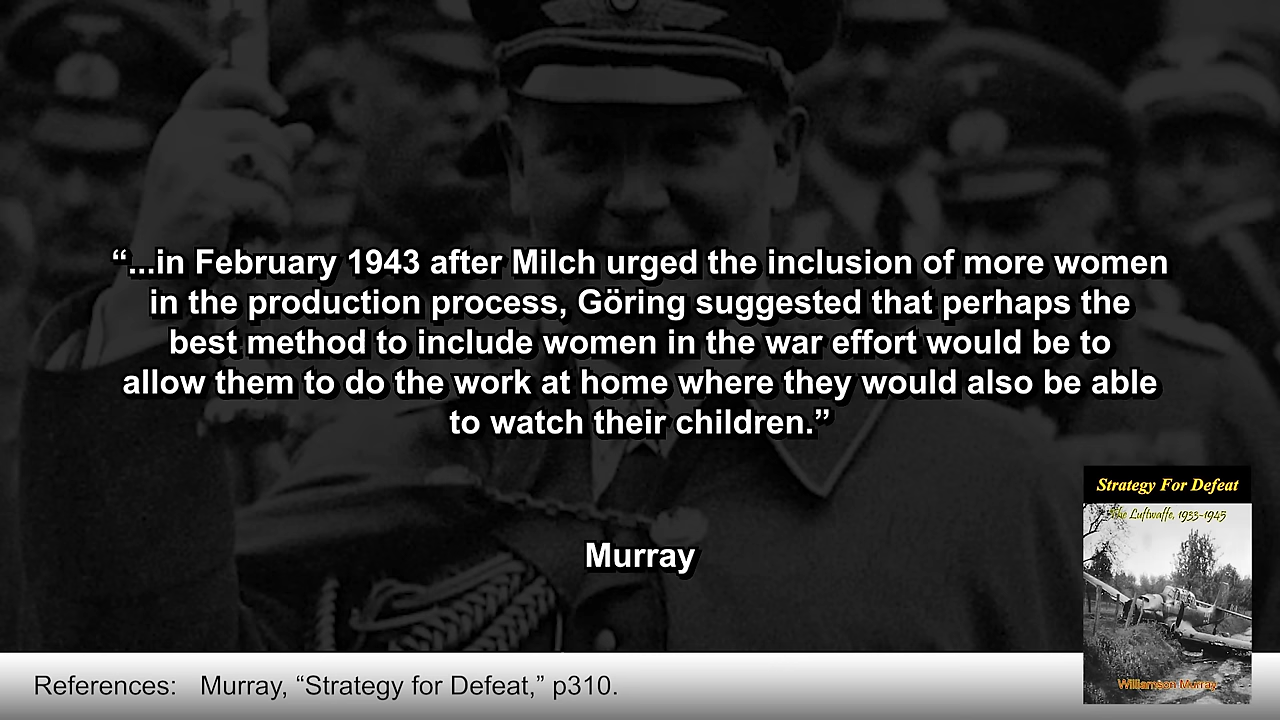 “...in February 1943 after Milch urged the inclusion of more women
in the production process, Göring suggested that perhaps the
best method to include women in the war effort would be to
allow them to do the work at home where they would also be able
to watch their children.”
Murray
Strategy For Defeat
The Luftwaffe, 1933-1945
Williamson Murray
References: Murray, “Strategy for Defeat,” p310.